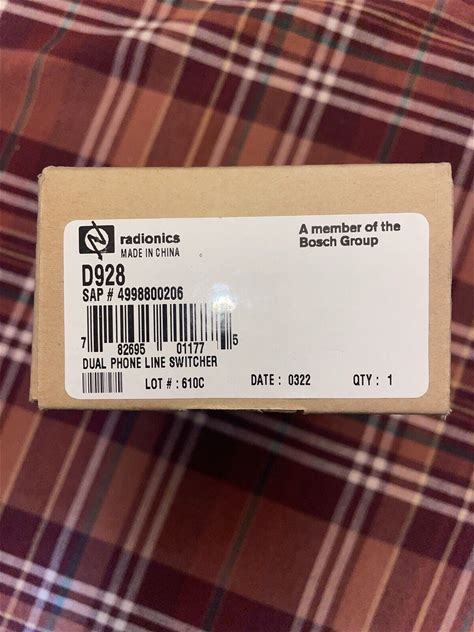 radionics
MADE IN CHINA
A member of the
Bosch Group
D928
SAP # 4998800206
7 82695 01177 5
DUAL PHONE LINE SWITCHER
LOT # : 610C DATE : 0322 QTY : 1